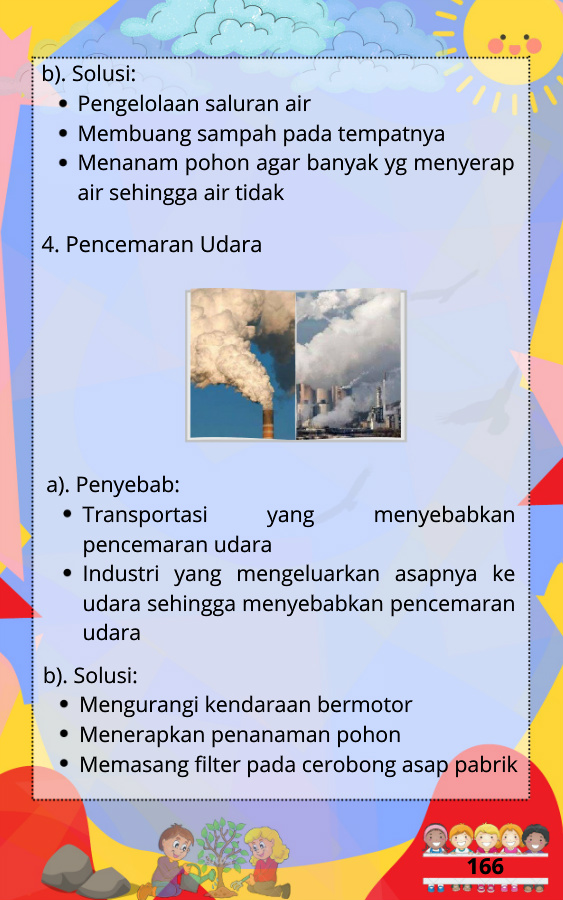 b). Solusi:
• Pengelolaan saluran air
• Membuang sampah pada tempatnya
• Menanam pohon agar banyak yg menyerap
air sehingga air tidak
4. Pencemaran Udara
a). Penyebab:
• Transportasi yang menyebabkan
pencemaran udara
• Industri yang mengeluarkan asapnya ke
udara sehingga menyebabkan pencemaran
udara
b). Solusi:
• Mengurangi kendaraan bermotor
• Menerapkan penanaman pohon
• Memasang filter pada cerobong asap pabrik
166